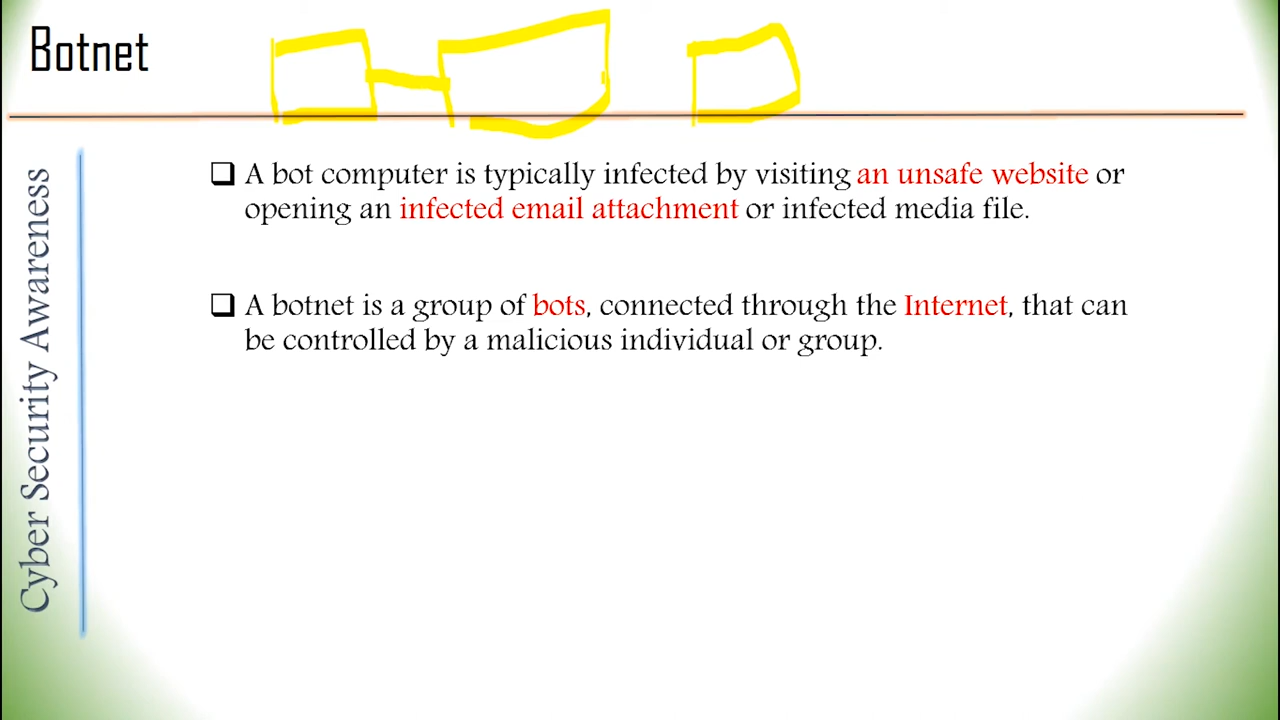 Botnet
Cyber Security Awareness
❑ A bot computer is typically infected by visiting an unsafe website or
opening an infected email attachment or infected media file.
❑ A botnet is a group of bots, connected through the Internet, that can
be controlled by a malicious individual or group.